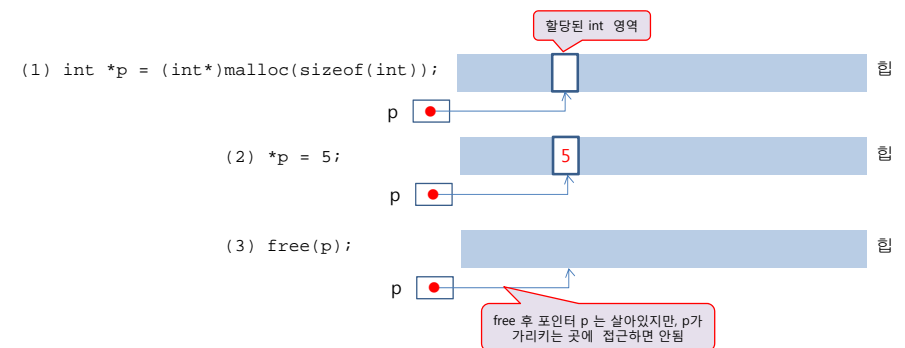 할당된 int 영역
(1) int *p = (int*)malloc(sizeof(int)); 힙
p
(2) *p = 5; 5 힙
p
(3) free(p); 힙
p
free 후 포인터 p 는 살아있지만, p가
가리키는 곳에 접근하면 안됨